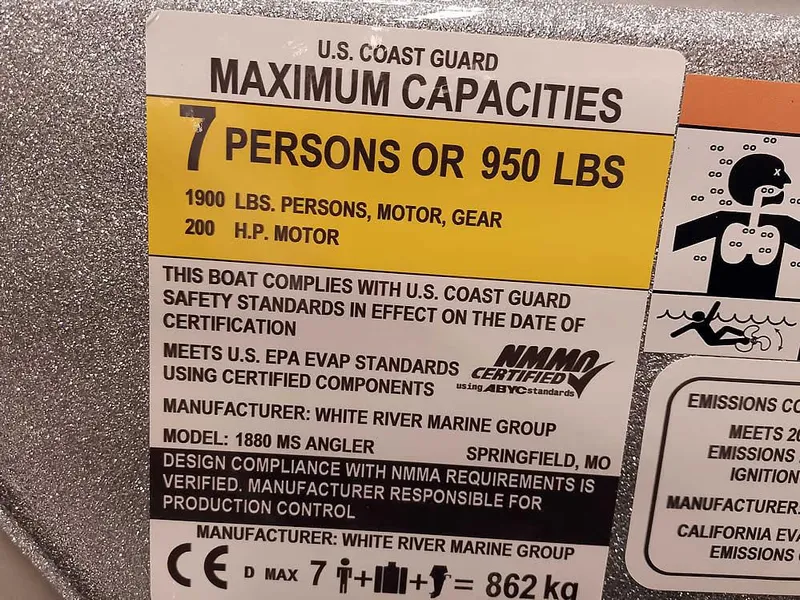 U.S. COAST GUARD
MAXIMUM CAPACITIES
7 PERSONS OR 950 LBS
1900 LBS. PERSONS, MOTOR, GEAR
200 H.P. MOTOR
THIS BOAT COMPLIES WITH U.S. COAST GUARD
SAFETY STANDARDS IN EFFECT ON THE DATE OF
CERTIFICATION
MEETS U.S. EPA EVAP STANDARDS
USING CERTIFIED COMPONENTS
NMMA
CERTIFIED
using ABYC standards
MANUFACTURER: WHITE RIVER MARINE GROUP
MODEL: 1880 MS ANGLER
SPRINGFIELD, MO
DESIGN COMPLIANCE WITH NMMA REQUIREMENTS IS
VERIFIED. MANUFACTURER RESPONSIBLE FOR
PRODUCTION CONTROL
MANUFACTURER: WHITE RIVER MARINE GROUP
CE D MAX 7 + + = 862 kg
EMISSIONS CO
MEETS 20
EMISSIONS
IGNITION
MANUFACTURER:
CALIFORNIA EVA
EMISSIONS